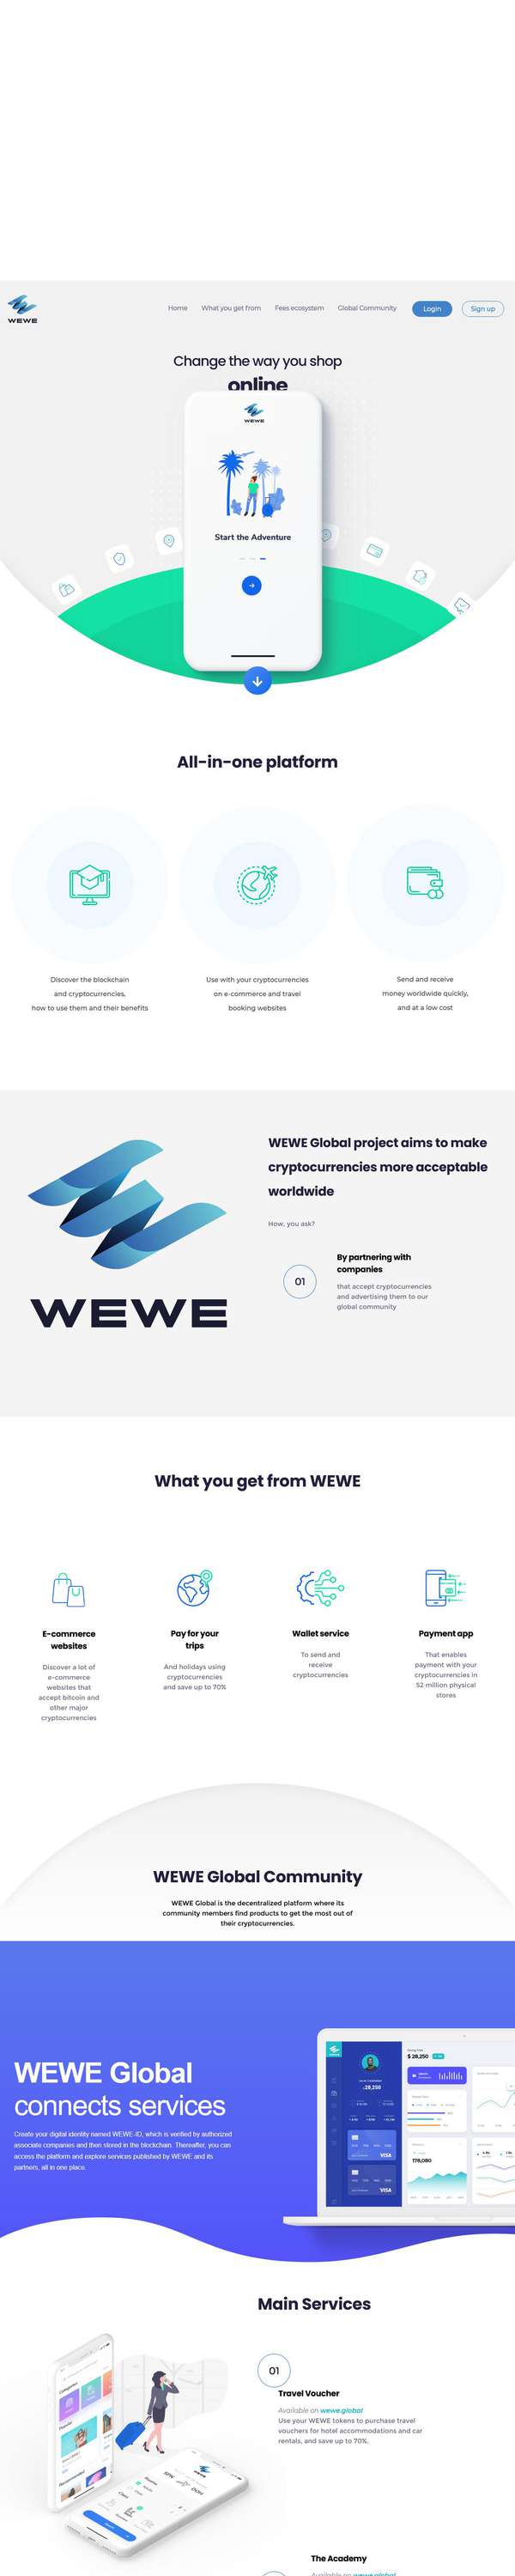 WEWE
Home What you get from Fees ecosystem Global Community Login Sign up
Change the way you shop
online
WEWE
Start the Adventure
All-in-one platform
Discover the blockchain
and cryptocurrencies,
how to use them and their benefits
Use with your cryptocurrencies
on e-commerce and travel
booking websites
Send and receive
money worldwide quickly,
and at a low cost
WEWE
WEWE Global project aims to make
cryptocurrencies more acceptable
worldwide
How, you ask?
01
By partnering with
companies
that accept cryptocurrencies
and advertising them to our
global community
What you get from WEWE
E-commerce
websites
Discover a lot of
e-commerce
websites that
accept bitcoin and
other major
cryptocurrencies
Pay for your
trips
And holidays using
cryptocurrencies
and save up to 70%
Wallet service
To send and
receive
cryptocurrencies
Payment app
That enables
payment with your
cryptocurrencies in
52 million physical
stores
WEWE Global Community
WEWE Global is the decentralized platform where its
community members find products to get the most out of
their cryptocurrencies.
WEWE Global
connects services
Create your digital identity named WEWE-ID, which is verified by authorized
associate companies and then stored in the blockchain. Thereafter, you can
access the platform and explore services published by WEWE and its
partners, all in one place.
$ 28,250
28,250
VISA
VISA
178,080
Main Services
Categories
Popular
Recommended
WEWE
01
Travel Voucher
Available on wewe.global
Use your WEWE tokens to purchase travel
vouchers for hotel accommodations and car
rentals, and save up to 70%.
The Academy
Available on wewe.global